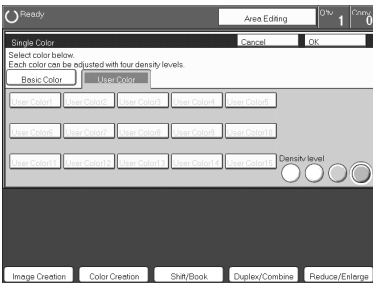 Ready Area Editing Q'ty 1 Copy 0
Single Color Cancel OK
Select color below.
Each color can be adjusted with four density levels.
Basic Color User Color
User Color1 User Color2 User Color3 User Color4 User Color5
User Color6 User Color7 User Color8 User Color9 User Color10
User Color11 User Color12 User Color13 User Color14 User Color15 Density level
Image Creation Color Creation Shift/Book Duplex/Combine Reduce/Enlarge